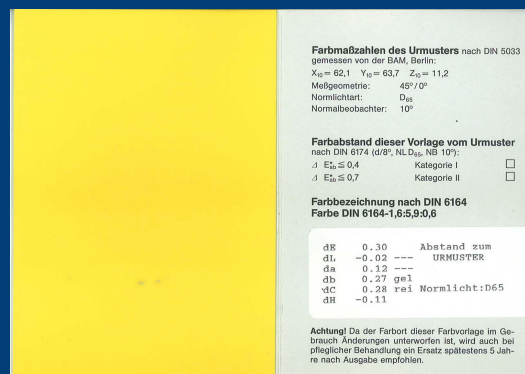 Farbmaßzahlen des Urmusters nach DIN 5033
gemessen von der BAM, Berlin:
X10 = 62,1 Y10 = 63,7 Z10 = 11,2
Meßgeometrie: 45°/0°
Normlichtart: D65
Normalbeobachter: 10°
Farbabstand dieser Vorlage vom Urmuster
nach DIN 6174 (d/8°, NLD65, NB 10°):
Δ E*ab ≤ 0,4 Kategorie I
Δ E*ab ≤ 0,7 Kategorie II
Farbbezeichnung nach DIN 6164
Farbe DIN 6164-1,6:5,9:0,6
dE 0.30 Abstand zum
dL -0.02 --- URMUSTER
da 0.12 ---
db 0.27 gel
dC 0.28 rei Normlicht:D65
dH -0.11
Achtung! Da der Farbort dieser Farbvorlage im Ge-
brauch Änderungen unterworfen ist, wird auch bei
pfleglicher Behandlung ein Ersatz spätestens 5 Jah-
re nach Ausgabe empfohlen.